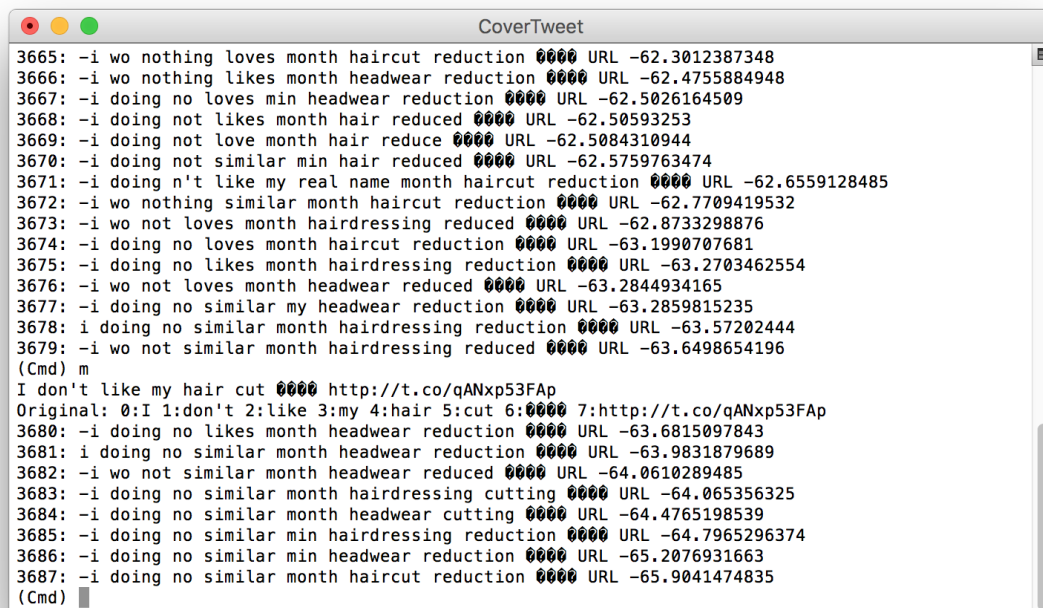 CoverTweet
3665: -i wo nothing loves month haircut reduction ���� URL -62.3012387348
3666: -i wo nothing likes month headwear reduction ���� URL -62.4755884948
3667: -i doing no loves min headwear reduction ���� URL -62.5026164509
3668: -i doing not likes month hair reduced ���� URL -62.50593253
3669: -i doing not love month hair reduce ���� URL -62.5084310944
3670: -i doing not similar min hair reduced ���� URL -62.5759763474
3671: -i doing n't like my real name month haircut reduction ���� URL -62.6559128485
3672: -i wo nothing similar month haircut reduction ���� URL -62.7709419532
3673: -i wo not loves month hairdressing reduced ���� URL -62.8733298876
3674: -i doing no loves month haircut reduction ���� URL -63.1990707681
3675: -i doing no likes month hairdressing reduction ���� URL -63.2703462554
3676: -i wo not loves month headwear reduced ���� URL -63.2844934165
3677: -i doing no similar my headwear reduction ���� URL -63.2859815235
3678: i doing no similar month hairdressing reduction ���� URL -63.57202444
3679: -i wo not similar month hairdressing reduced ���� URL -63.6498654196
(Cmd) m
I don't like my hair cut ���� http://t.co/qANxp53FAp
Original: 0:I 1:don't 2:like 3:my 4:hair 5:cut 6:���� 7:http://t.co/qANxp53FAp
3680: -i doing no likes month headwear reduction ���� URL -63.6815097843
3681: i doing no similar month headwear reduction ���� URL -63.9831879689
3682: -i wo not similar month headwear reduced ���� URL -64.0610289485
3683: -i doing no similar month hairdressing cutting ���� URL -64.065356325
3684: -i doing no similar month headwear cutting ���� URL -64.4765198539
3685: -i doing no similar min hairdressing reduction ���� URL -64.7965296374
3686: -i doing no similar min headwear reduction ���� URL -65.2076931663
3687: -i doing no similar month haircut reduction ���� URL -65.9041474835
(Cmd)